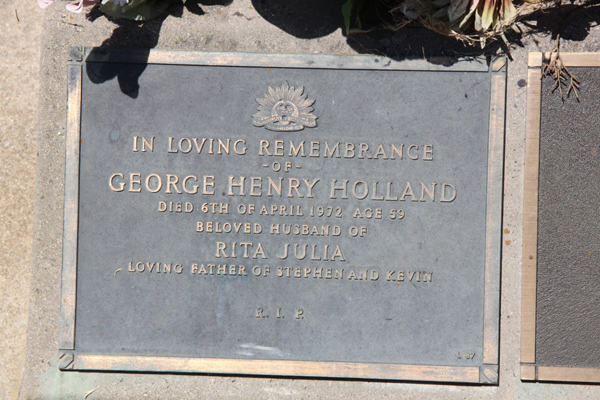 IN LOVING REMEMBRANCE
-OF-
GEORGE HENRY HOLLAND
DIED 6TH OF APRIL 1972 AGE 59
BELOVED HUSBAND OF
RITA JULIA
LOVING FATHER OF STEPHEN AND KEVIN
R. I. P.